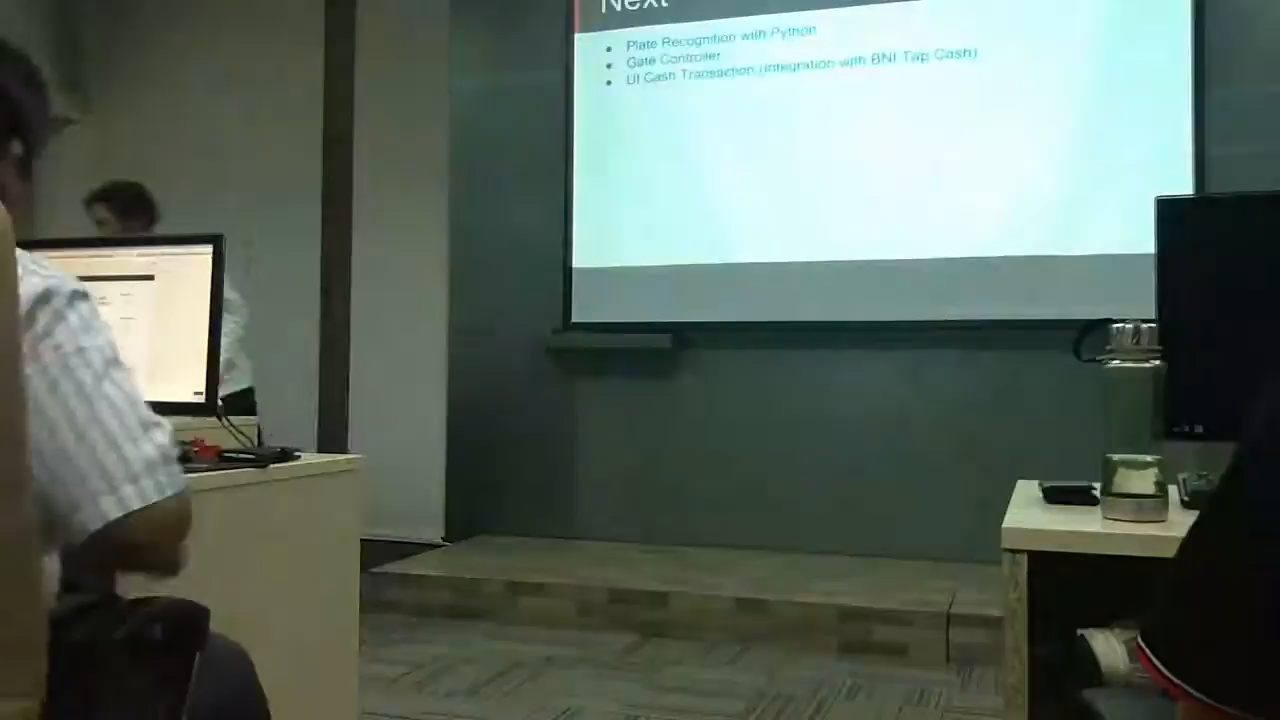 Next
Plate Recognition with Python
Gate Controller
UI Cash Transaction (integration with BNI Tap Cash)